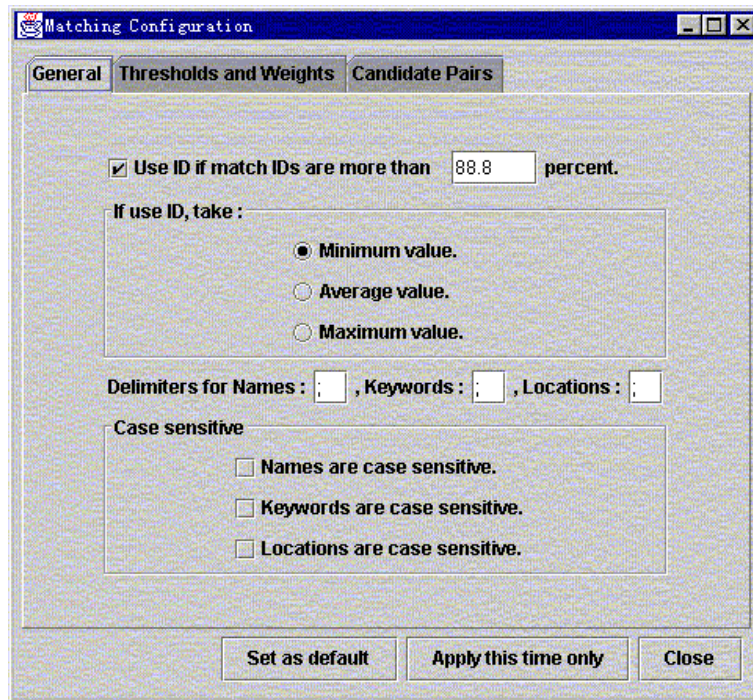 Matching Configuration
General Thresholds and Weights Candidate Pairs
Use ID if match IDs are more than 88.8 percent.
If use ID, take :
Minimum value.
Average value.
Maximum value.
Delimiters for Names : ; , Keywords : ; , Locations : ;
Case sensitive
Names are case sensitive.
Keywords are case sensitive.
Locations are case sensitive.
Set as default Apply this time only Close